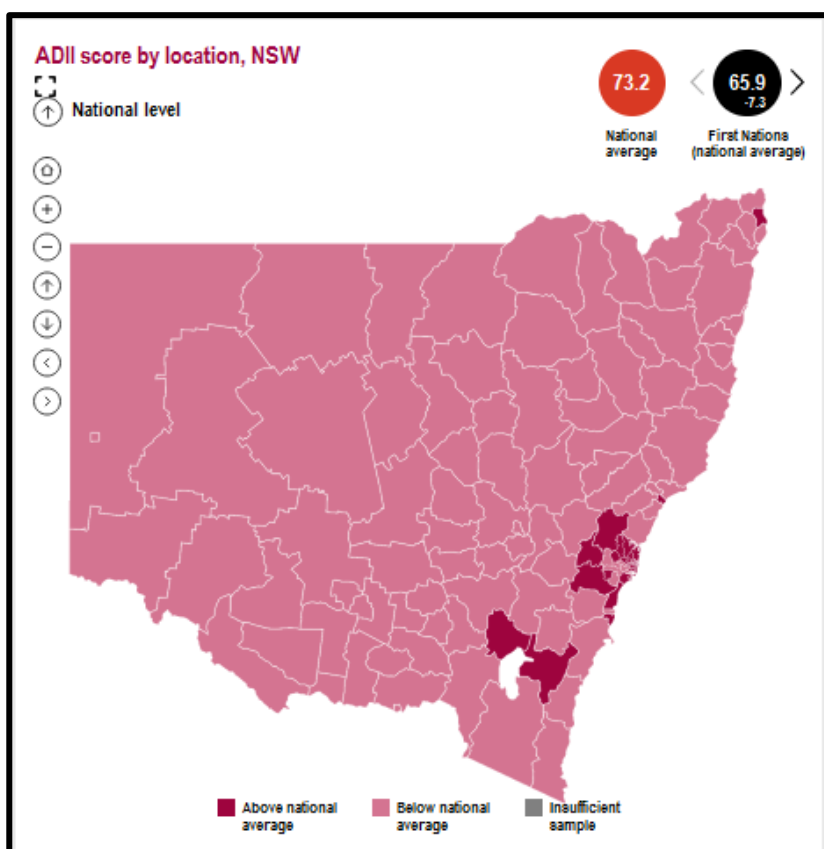 ADII score by location, NSW
National level
73.2
National
average
65.9
-7.3
First Nations
(national average)
Above national
average
Below national
average
Insufficient
sample